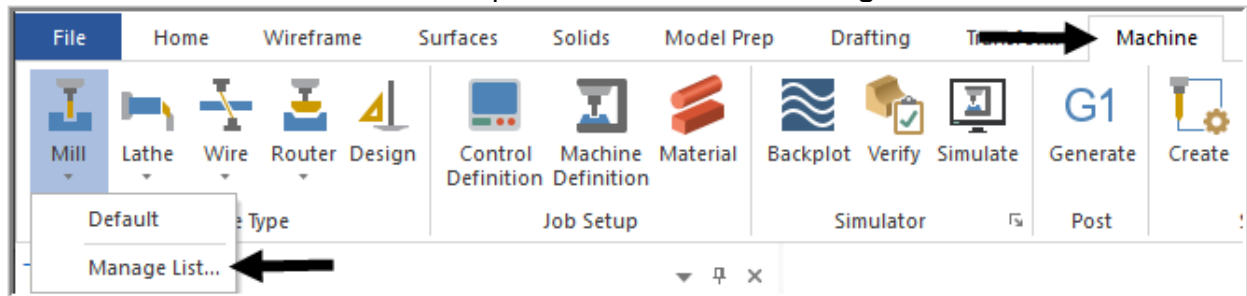 File Home Wireframe Surfaces Solids Model Prep Drafting Machine
Mill Lathe Wire Router Design Control Definition Machine Definition Material Backplot Verify Simulate G1 Generate Create
Default Type Job Setup Simulator Post
Manage List...